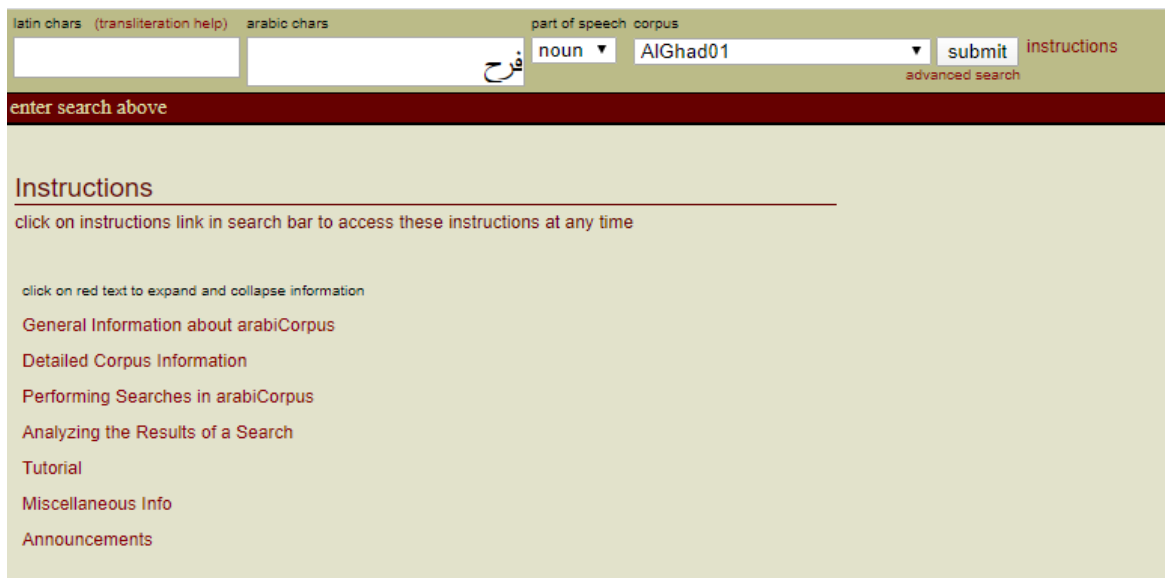 latin chars (transliteration help) arabic chars part of speech corpus
فرح noun AlGhad01 submit instructions
advanced search
enter search above
Instructions
click on instructions link in search bar to access these instructions at any time
click on red text to expand and collapse information
General Information about arabiCorpus
Detailed Corpus Information
Performing Searches in arabiCorpus
Analyzing the Results of a Search
Tutorial
Miscellaneous Info
Announcements